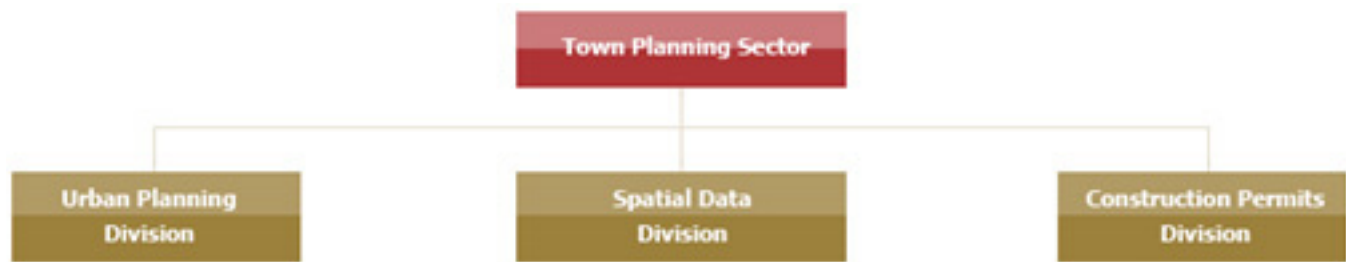 Town Planning Sector
Urban Planning
Division
Spatial Data
Division
Construction Permits
Division